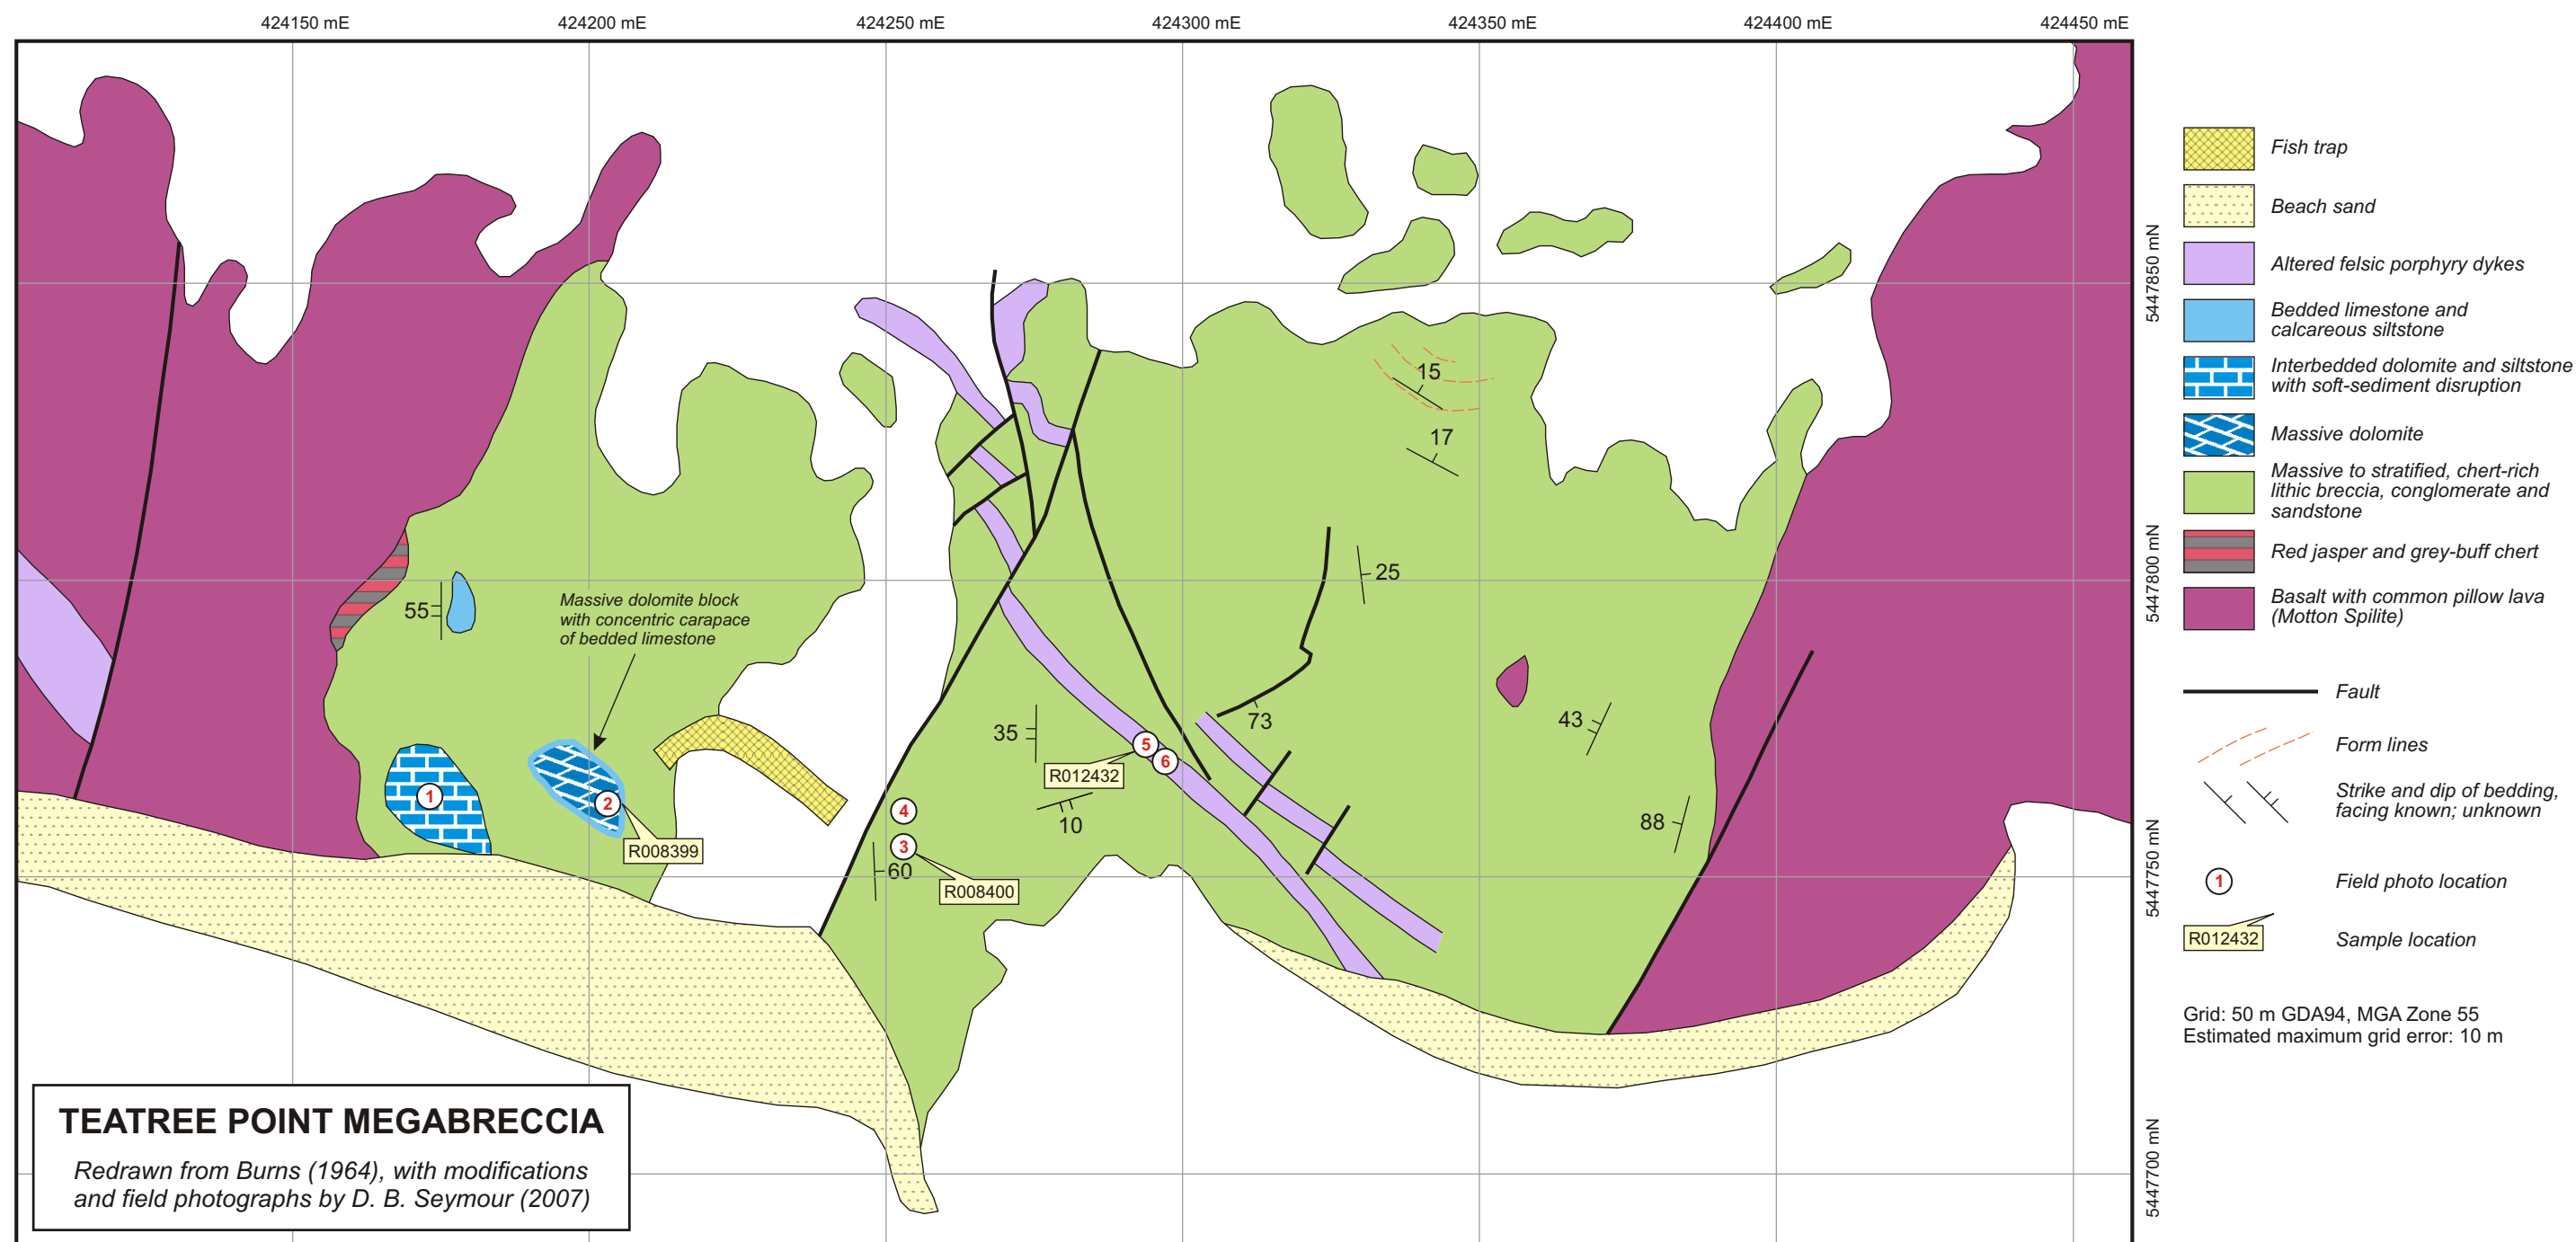 424150 mE
424200 mE
424250 mE
424300 mE
424350 mE
424400 mE
424450 mE
5447850 mN
5447800 mN
5447750 mN
5447700 mN
15
17
25
55
Massive dolomite block
with concentric carapace
of bedded limestone
35
73
43
5
6
R012432
1
2
4
10
88
3
R008399
60
R008400
TEATREE POINT MEGABRECCIA
Redrawn from Burns (1964), with modifications
and field photographs by D. B. Seymour (2007)
Fish trap
Beach sand
Altered felsic porphyry dykes
Bedded limestone and
calcareous siltstone
Interbedded dolomite and siltstone
with soft-sediment disruption
Massive dolomite
Massive to stratified, chert-rich
lithic breccia, conglomerate and
sandstone
Red jasper and grey-buff chert
Basalt with common pillow lava
(Motton Spilite)
Fault
Form lines
Strike and dip of bedding,
facing known; unknown
1
Field photo location
R012432
Sample location
Grid: 50 m GDA94, MGA Zone 55
Estimated maximum grid error: 10 m